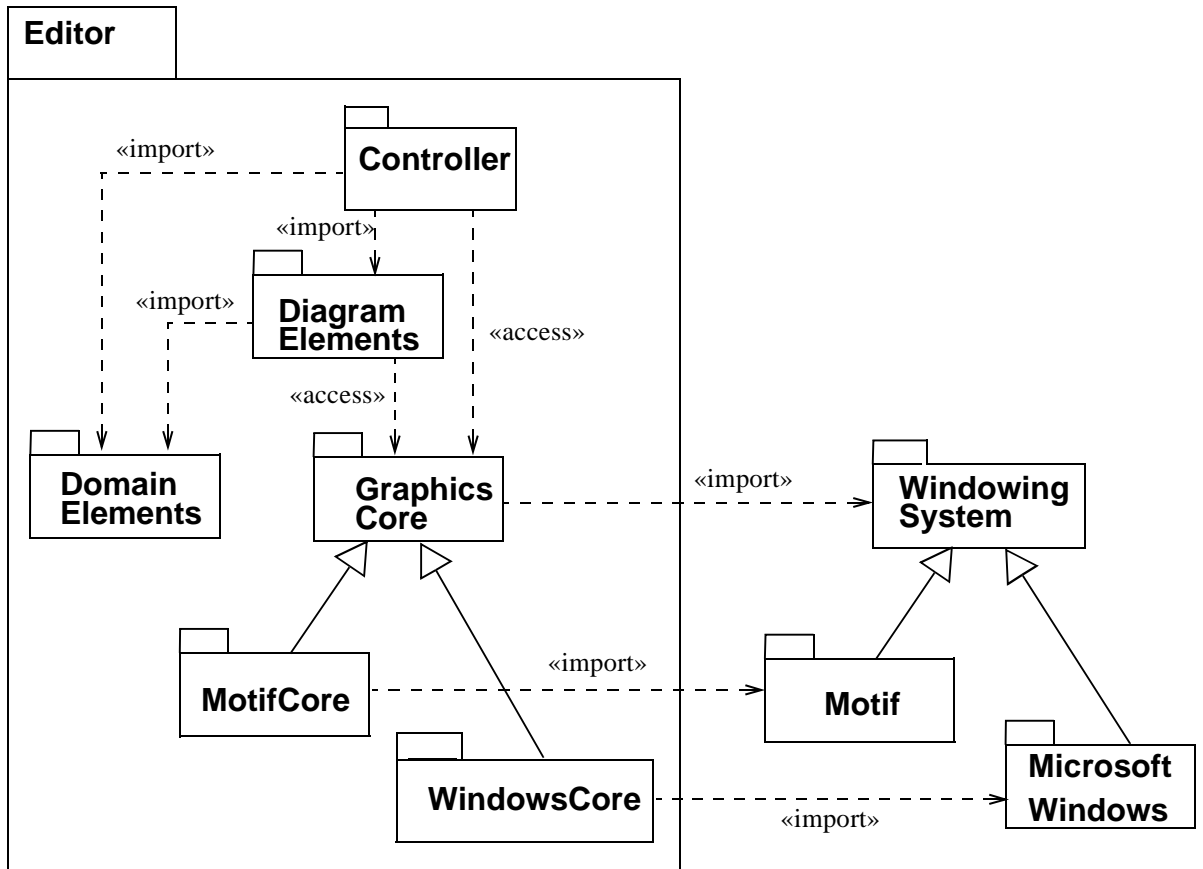 Editor
Controller
«import»
«import»
Diagram
Elements
«import»
«access»
«access»
Domain
Elements
Graphics
Core
«import»
Windowing
System
MotifCore
«import»
Motif
WindowsCore
«import»
Microsoft
Windows